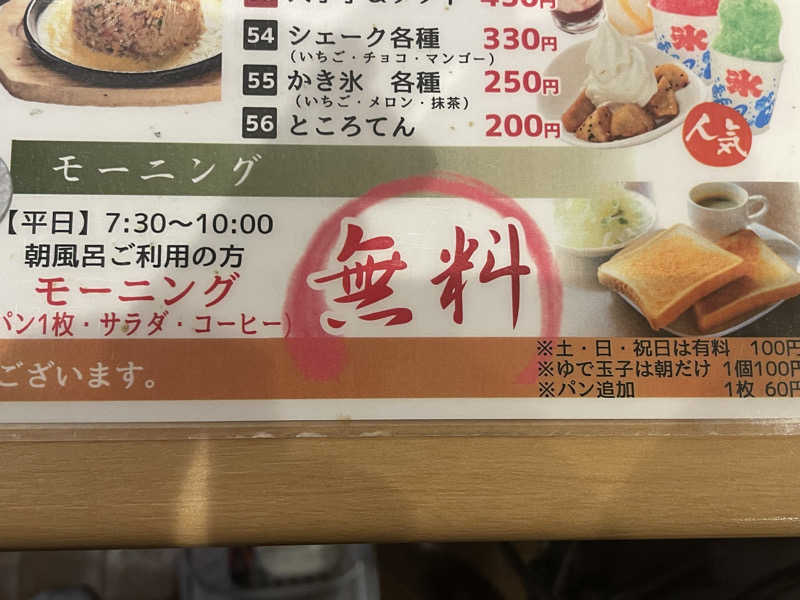 450円
54 シェーク各種 330円
(いちご・チョコ・マンゴー)
55 かき氷 各種 250円
(いちご・メロン・抹茶)
56 ところてん 200円
氷
氷
人気
モーニング
【平日】7:30～10:00
朝風呂ご利用の方
モーニング
パン1枚・サラダ・コーヒー)
無料
ございます。
※土・日・祝日は有料 100円
※ゆで玉子は朝だけ 1個100円
※パン追加 1枚 60円